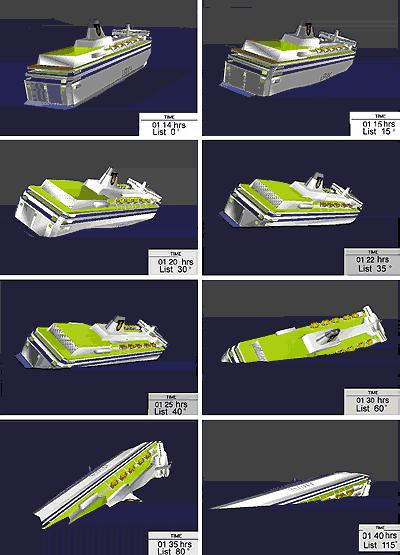 TIME
01 14 hrs
List 0°
TIME
01 15 hrs
List 15°
TIME
01 20 hrs
List 30°
TIME
01 22 hrs
List 35°
TIME
01 25 hrs
List 40°
TIME
01 30 hrs
List 60°
TIME
01 35 hrs
List 80°
TIME
01 40 hrs
List 115°